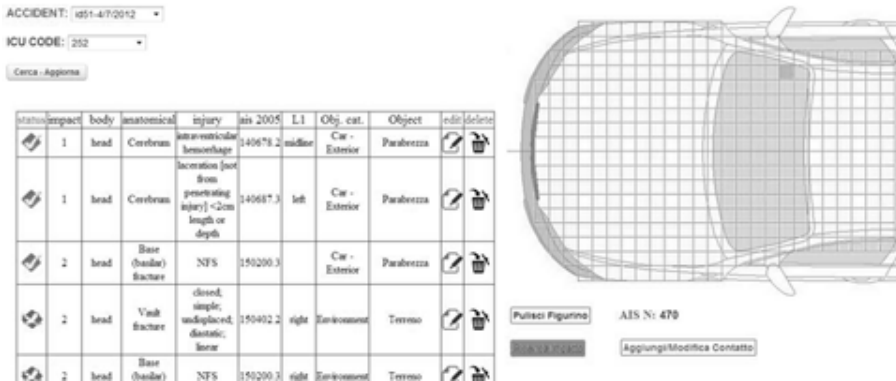 ACCIDENT: id51-4/7/2012
ICU CODE: 252
Cerca - Aggiorna
status impact body anatomical injury ais 2005 L1 Obj. cat. Object edit delete
1 head Cerebrum intraventricular hemorrhage 140678.2 midline Car - Exterior Parabrezza
1 head Cerebrum laceration [not from penetrating injury] <2cm length or depth 140687.3 left Car - Exterior Parabrezza
2 head Base (basilar) fracture NFS 150200.3 Car - Exterior Parabrezza
2 head Vault fracture closed; simple; undisplaced; diastatic; linear 150402.2 right Environment Terreno
2 head Base (basilar) NFS 150200.3 right Environment Terreno
Pulisci Figurino AIS N: 470
Aggiungi/Modifica Contatto